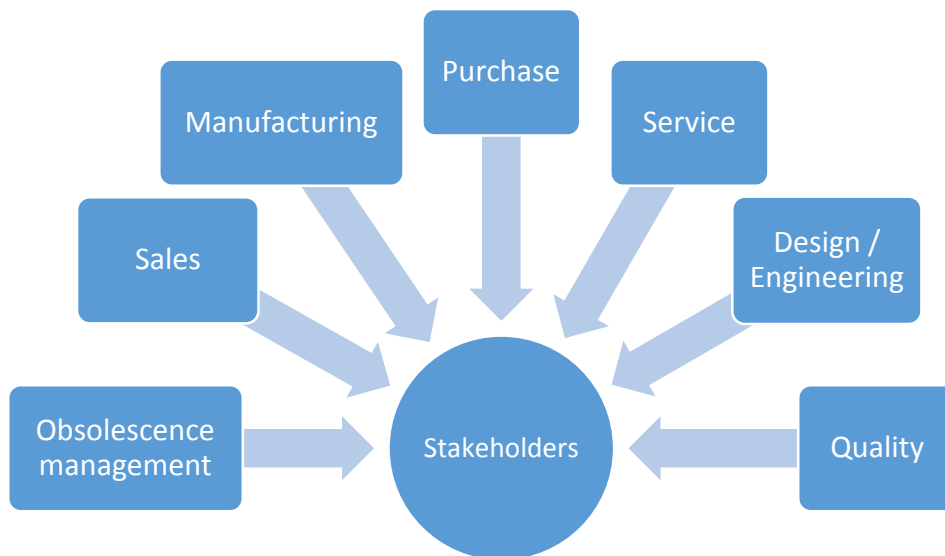 Purchase
Manufacturing
Service
Sales
Design /
Engineering
Obsolescence
management
Stakeholders
Quality